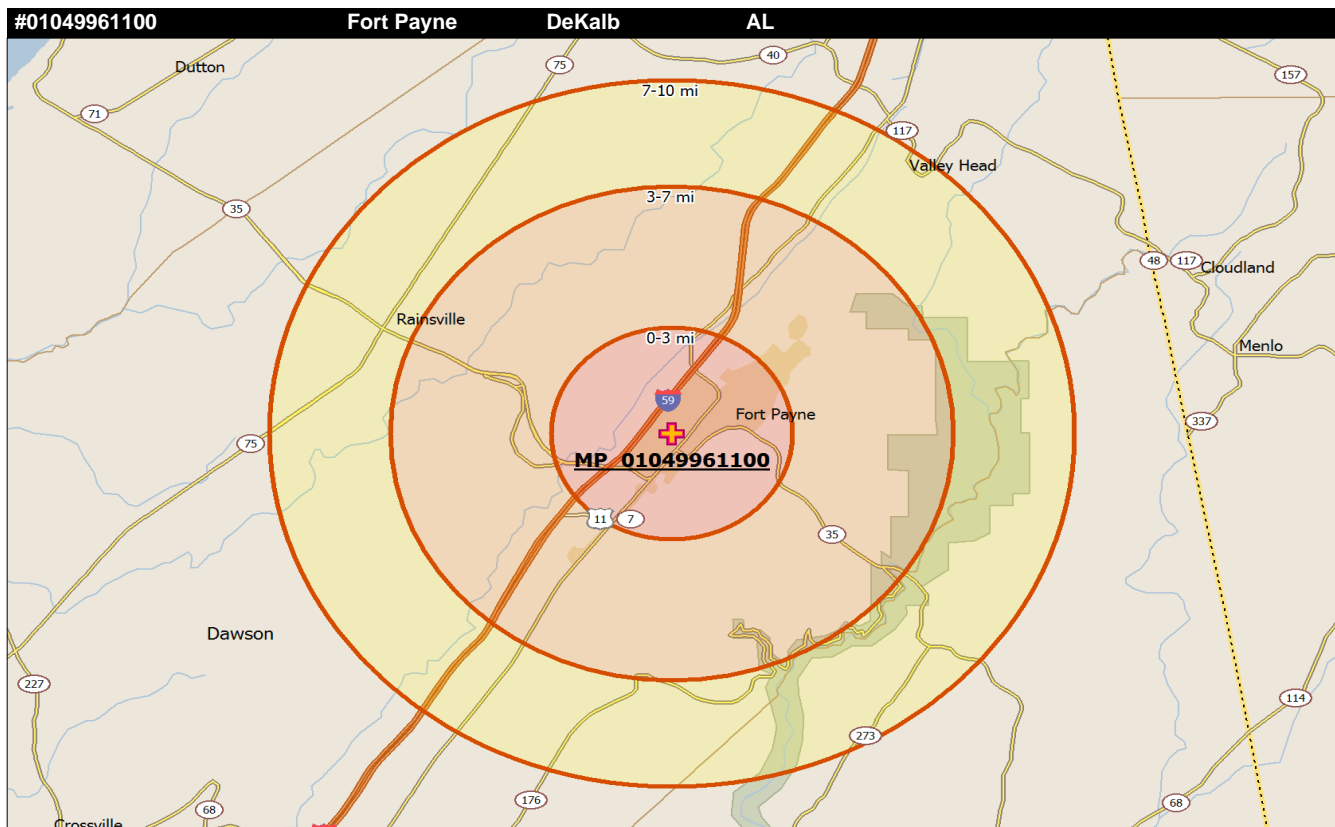 #01049961100 Fort Payne DeKalb AL
40
75
Dutton
157
7-10 mi
71
117
Valley Head
3-7 mi
35
48
117
Cloudland
Rainsville
0-3 mi
Menlo
59
Fort Payne
337
75
MP 01049961100
11
7
35
Dawson
227
114
273
176
68
68
Crossville